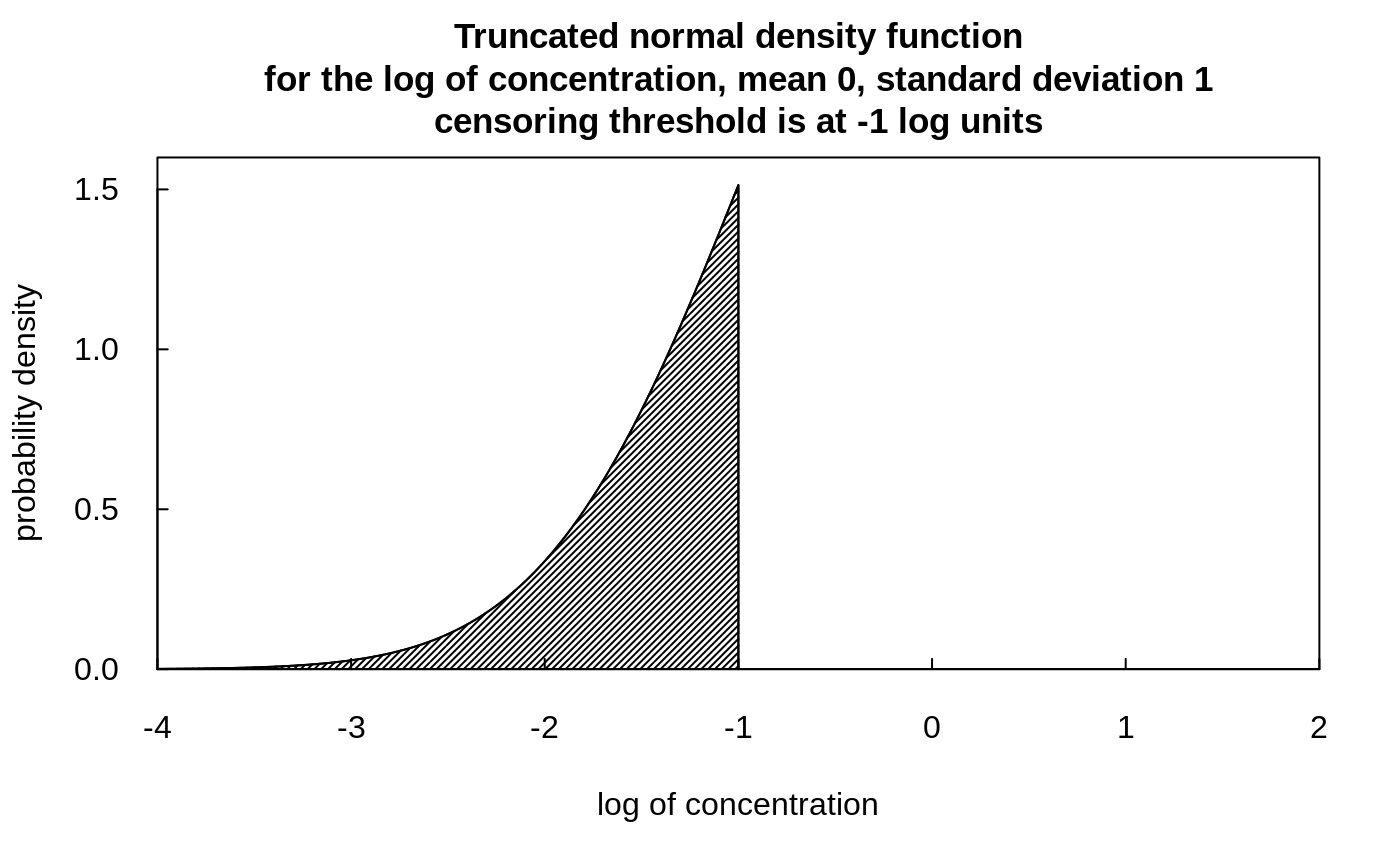 Truncated normal density function
for the log of concentration, mean 0, standard deviation 1
censoring threshold is at -1 log units
probability density
1.5
1.0
0.5
0.0
-4 -3 -2 -1 0 1 2
log of concentration